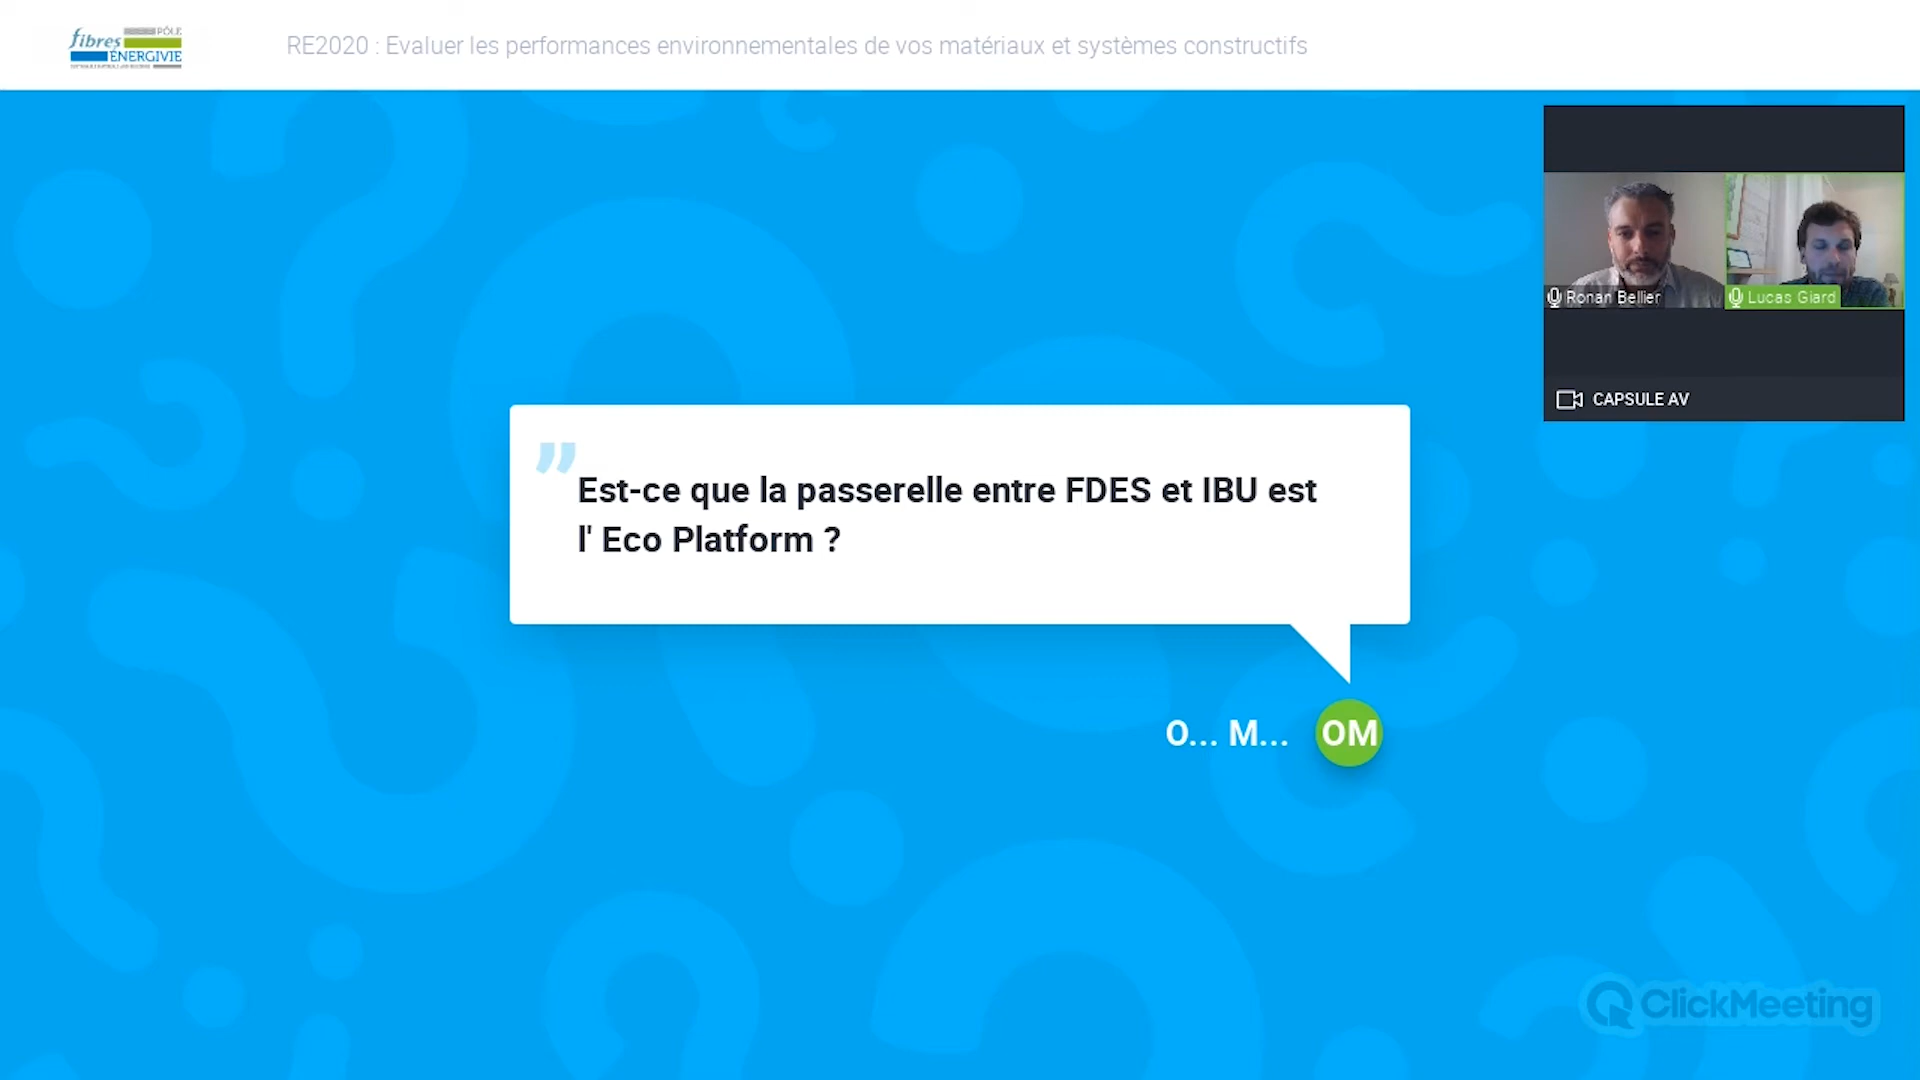 fibres
PÔLE
ÉNERGIVIE
RE2020 : Evaluer les performances environnementales de vos matériaux et systèmes constructifs
Ronan Bellier
Lucas Giard
CAPSULE AV
Est-ce que la passerelle entre FDES et IBU est
l' Eco Platform ?
O... M...
OM
ClickMeeting